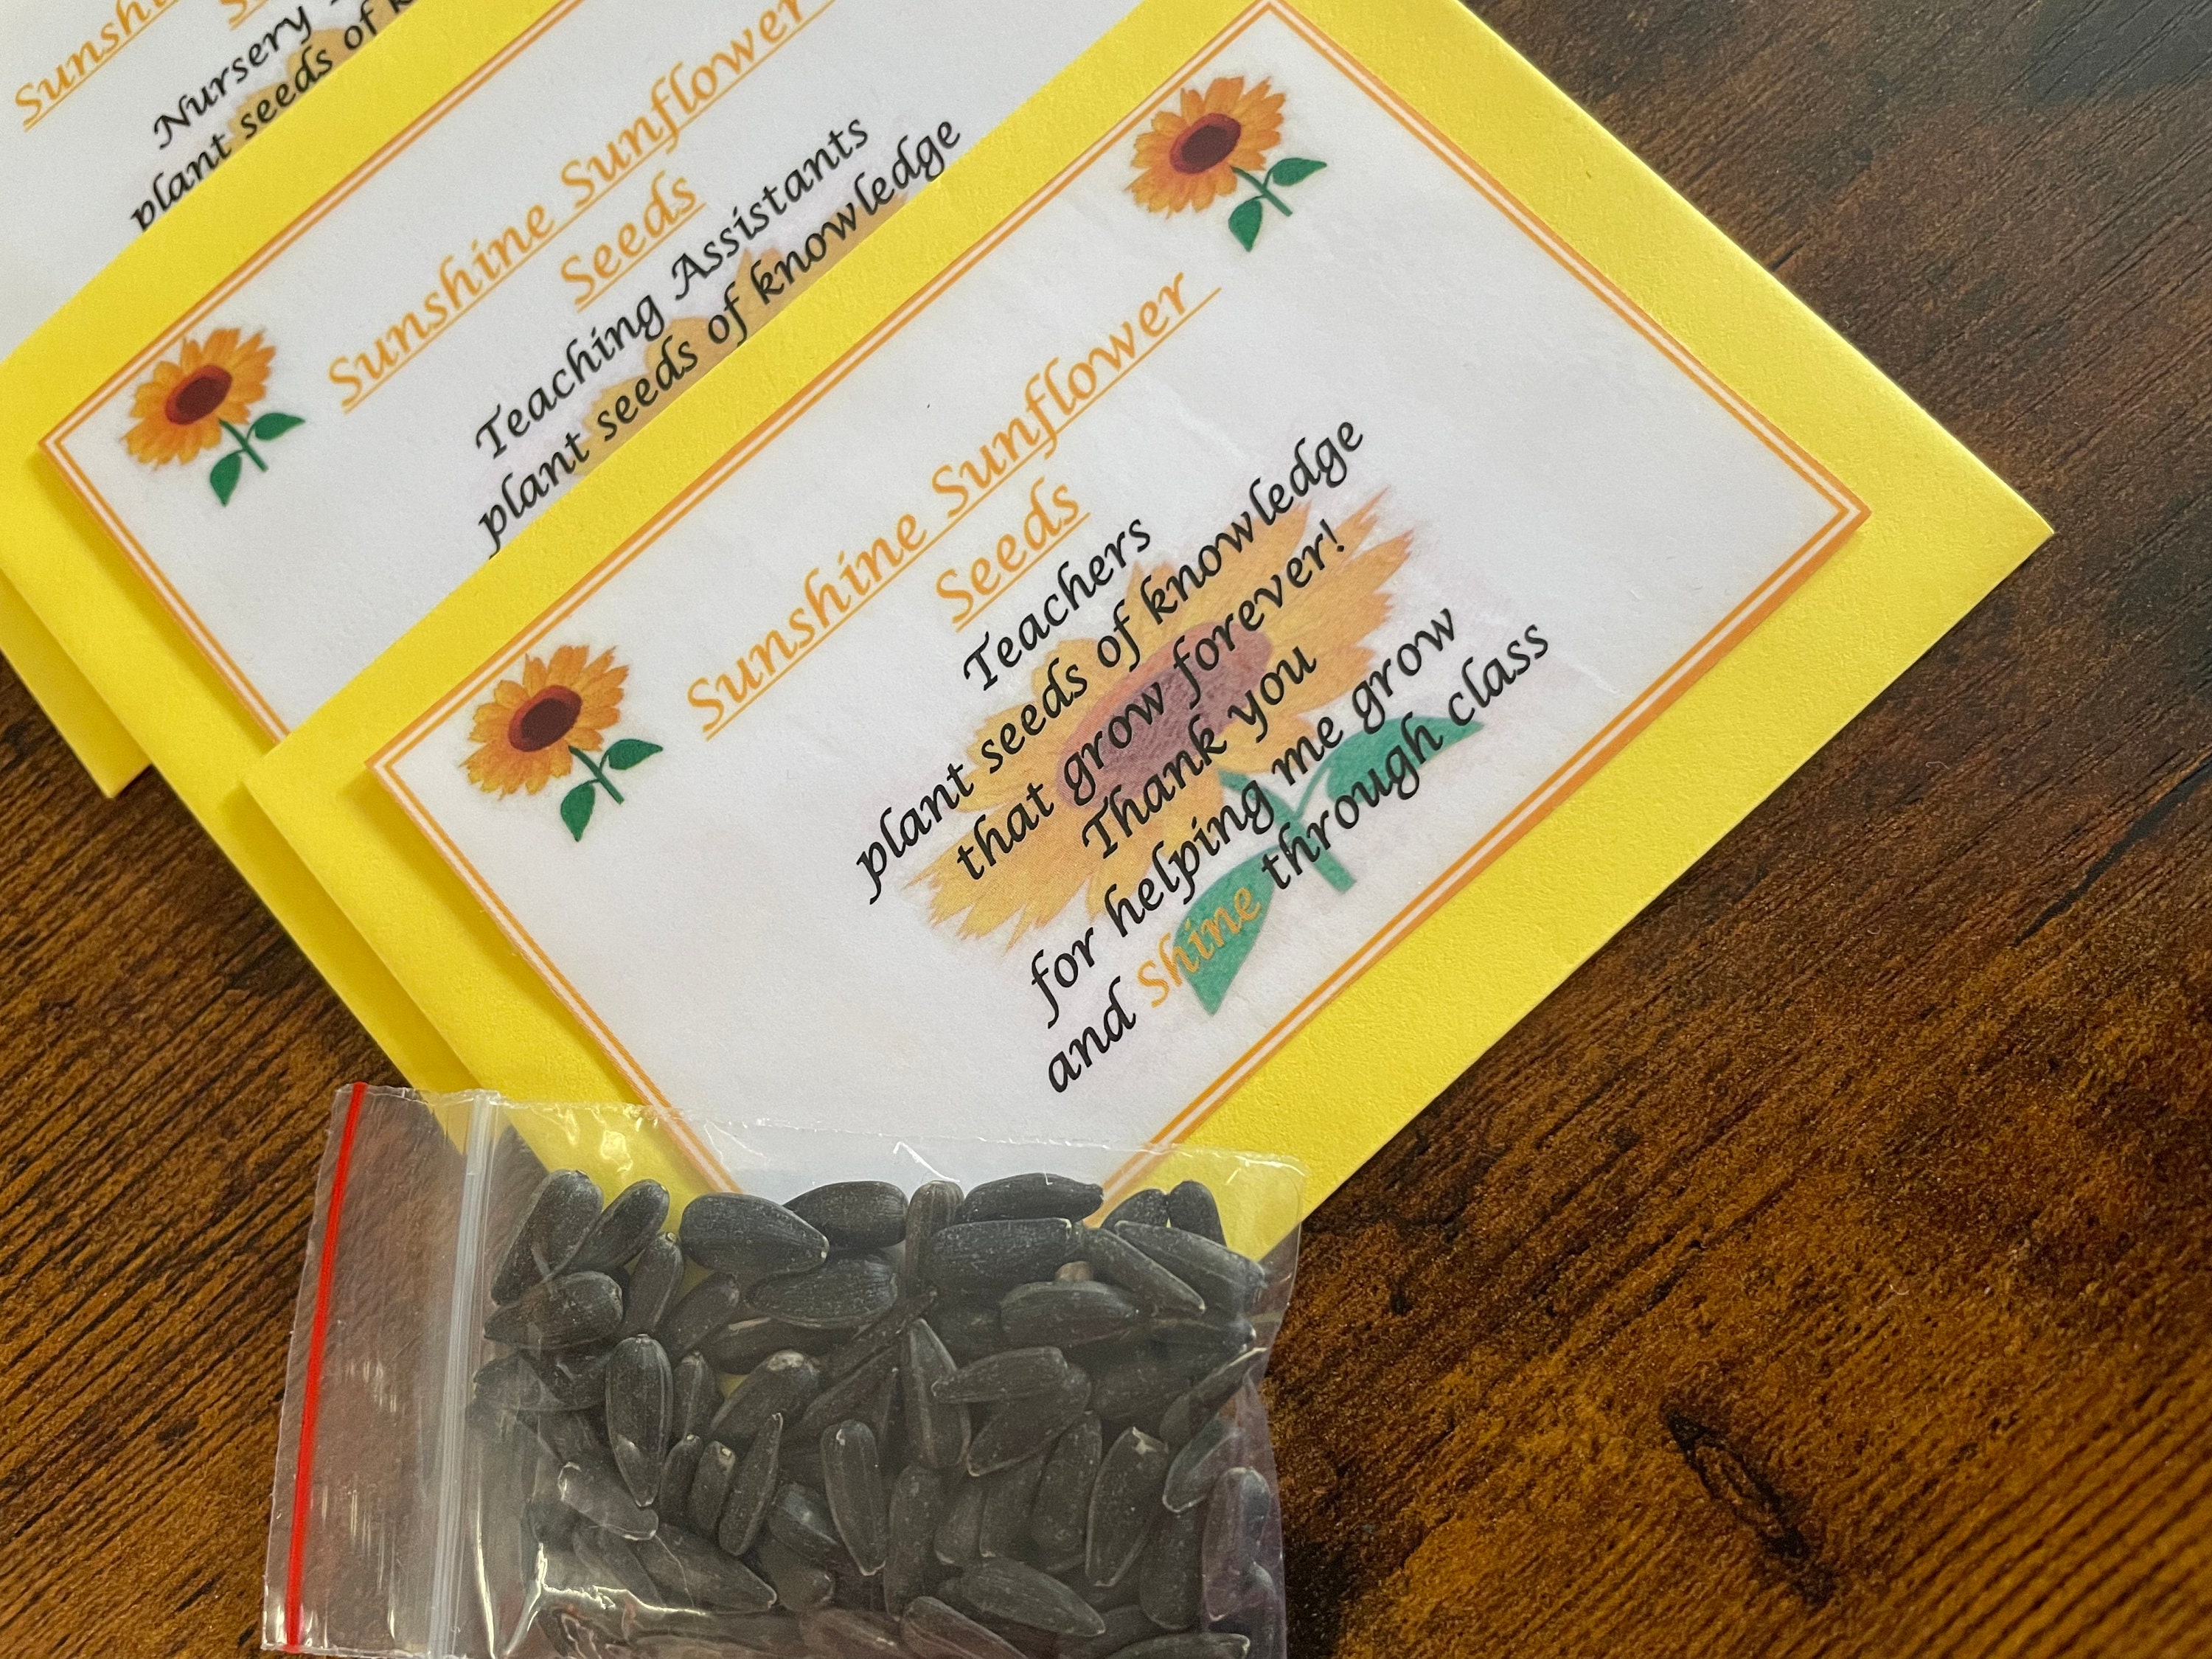 Sunshi
Nursery
plant seeds of
Sunshine Sunflower
Seeds
Teaching Assistants
plant seeds of knowledge
Sunshine Sunflower
Seeds
Teachers
plant seeds of knowledge
that grow forever!
Thank you
for helping me grow
and Shine through class